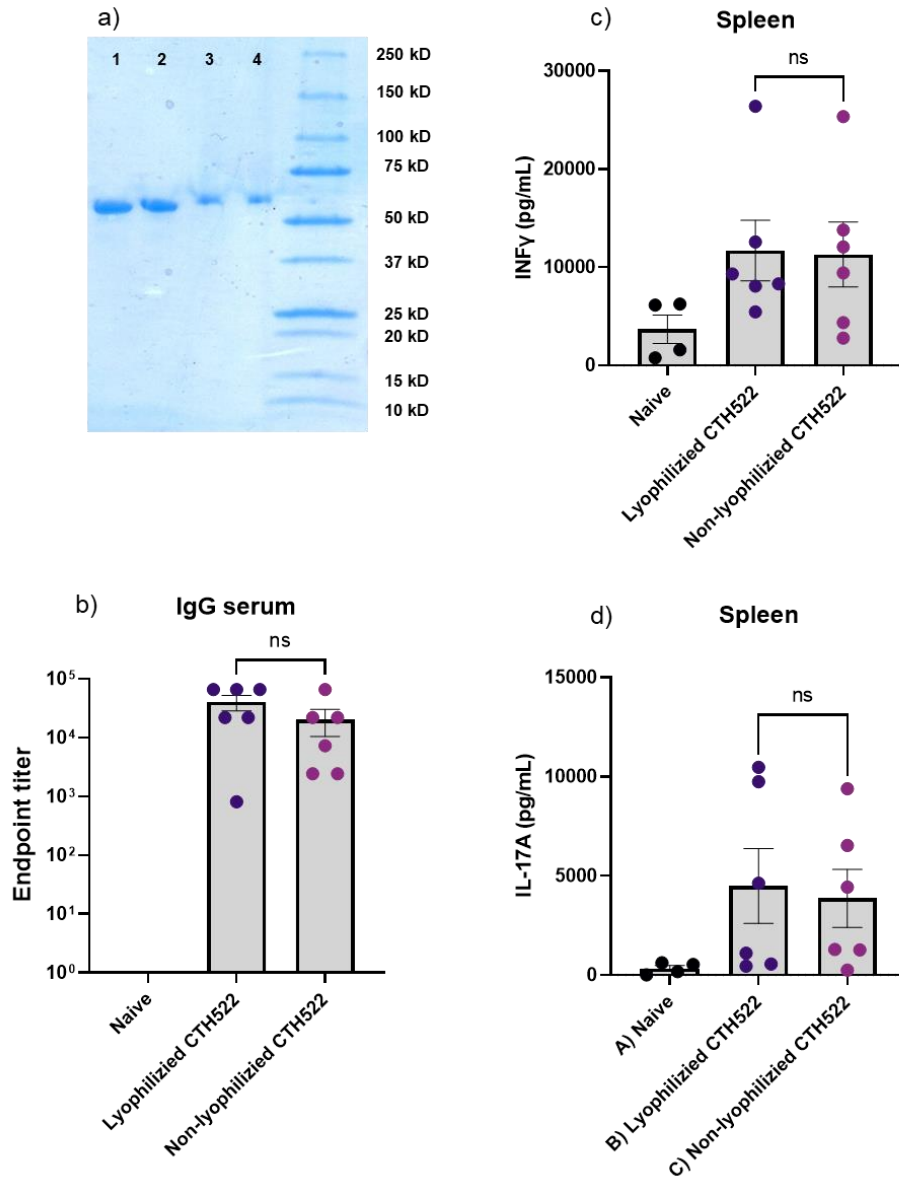 a)
1 2 3 4
250 kD
150 kD
100 kD
75 kD
50 kD
37 kD
25 kD
20 kD
15 kD
10 kD
c)
Spleen
ns
30000
20000
10000
0
INFγ (pg/mL)
Naive
Lyophilizied CTH522
Non-lyophilizied CTH522
b)
IgG serum
ns
10⁵
10⁴
10³
10²
10¹
10⁰
Endpoint titer
Naive
Lyophilizied CTH522
Non-lyophilizied CTH522
d)
Spleen
ns
15000
10000
5000
0
IL-17A (pg/mL)
A) Naive
B) Lyophilizied CTH522
C) Non-lyophilizied CTH522